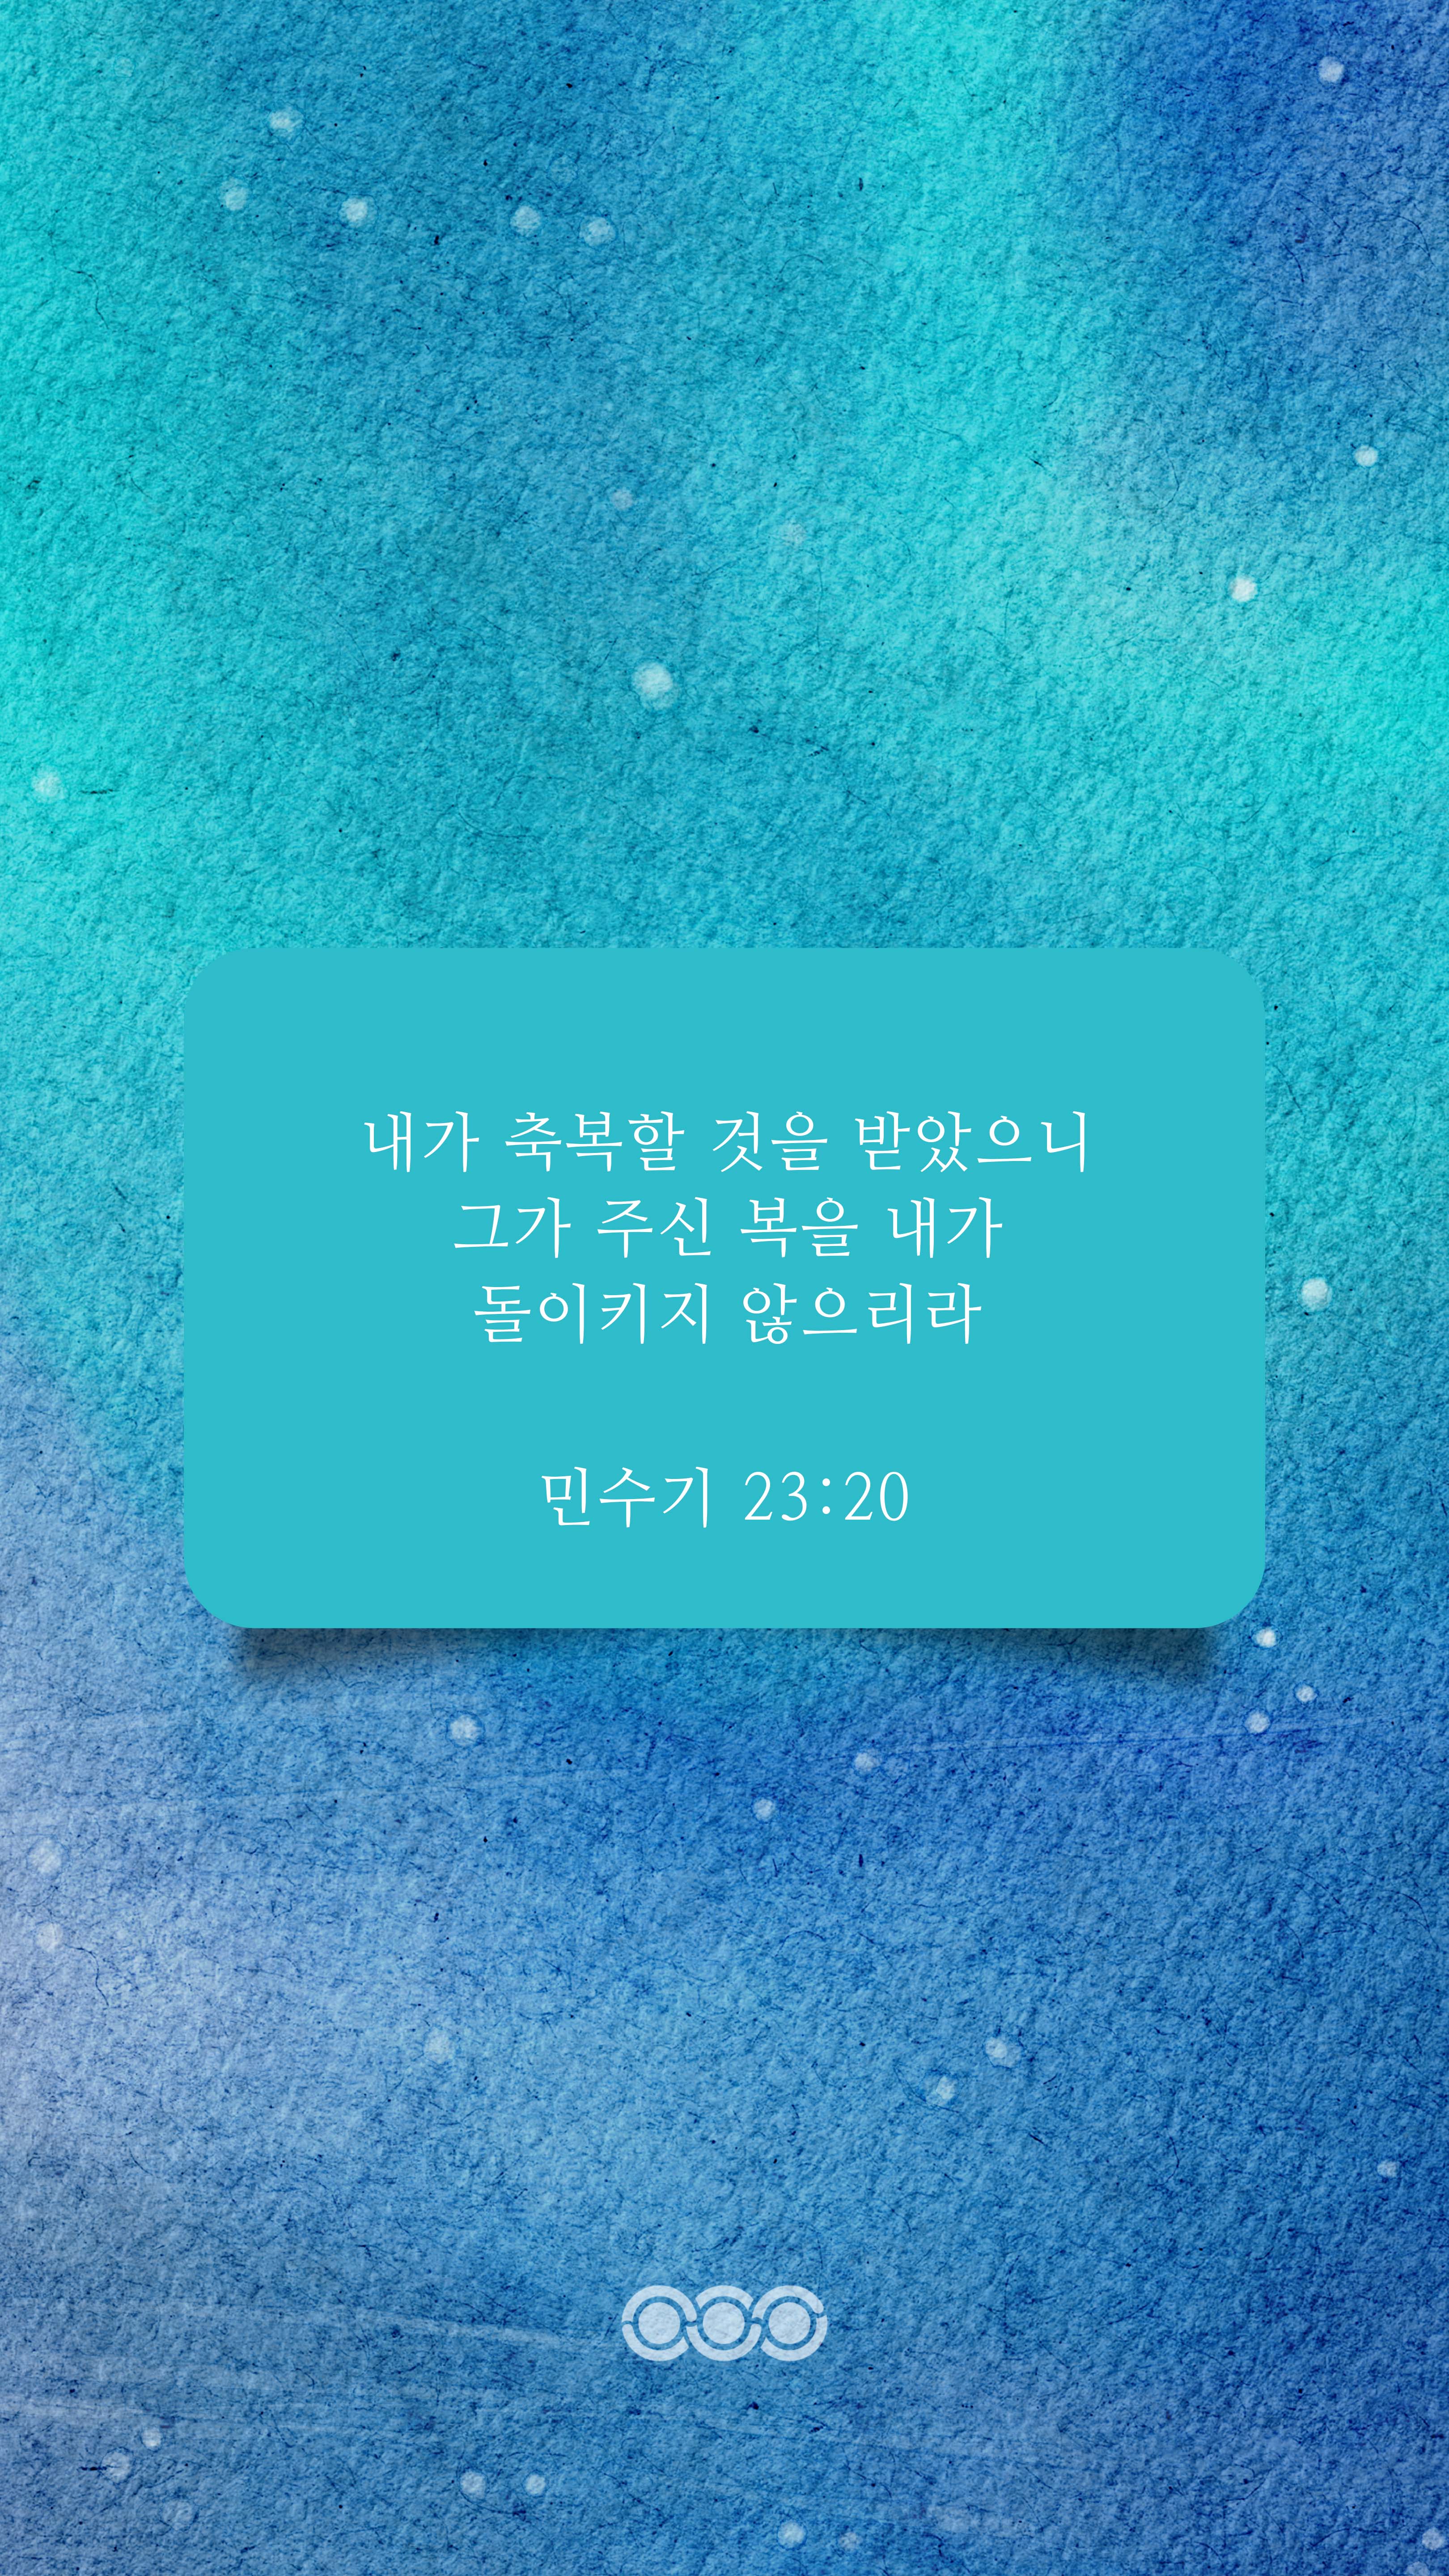 내가 축복할 것을 받았으니
그가 주신 복을 내가
돌이키지 않으리라
민수기 23:20